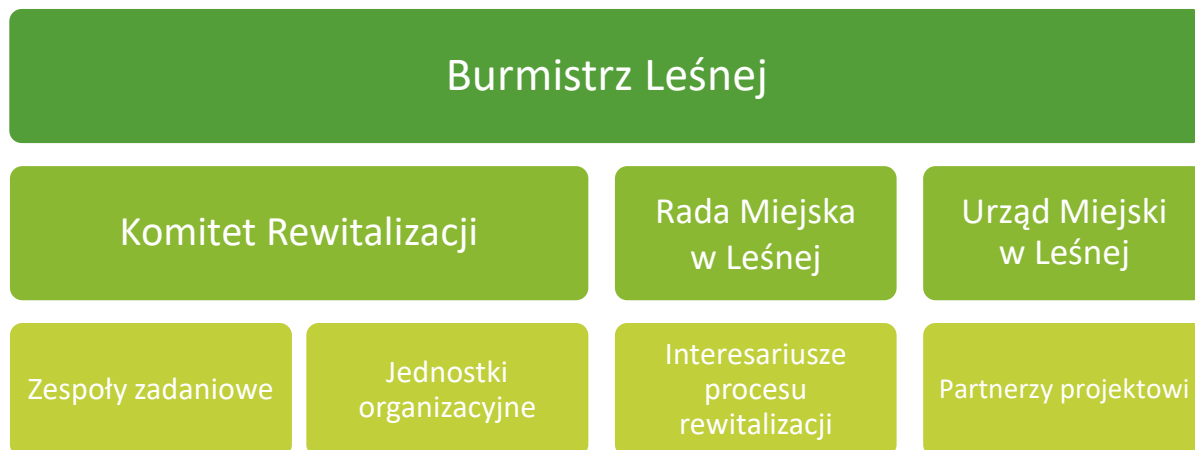 Burmistrz Leśnej
Komitet Rewitalizacji
Rada Miejska
w Leśnej
Urząd Miejski
w Leśnej
Zespoły zadaniowe
Jednostki
organizacyjne
Interesariusze
procesu
rewitalizacji
Partnerzy projektowi